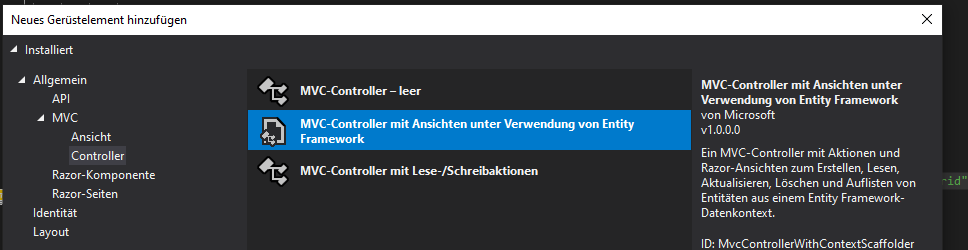 Neues Gerüstelement hinzufügen
Installiert
Allgemein
API
MVC
Ansicht
Controller
Razor-Komponente
Razor-Seiten
Identität
Layout
MVC-Controller – leer
MVC-Controller mit Ansichten unter Verwendung von Entity
Framework
MVC-Controller mit Lese-/Schreibaktionen
MVC-Controller mit Ansichten unter
Verwendung von Entity Framework
von Microsoft
v1.0.0.0
Ein MVC-Controller mit Aktionen und
Razor-Ansichten zum Erstellen, Lesen,
Aktualisieren, Löschen und Auflisten von
Entitäten aus einem Entity Framework-
Datenkontext.
ID: MvcControllerWithContextScaffolder
rid"